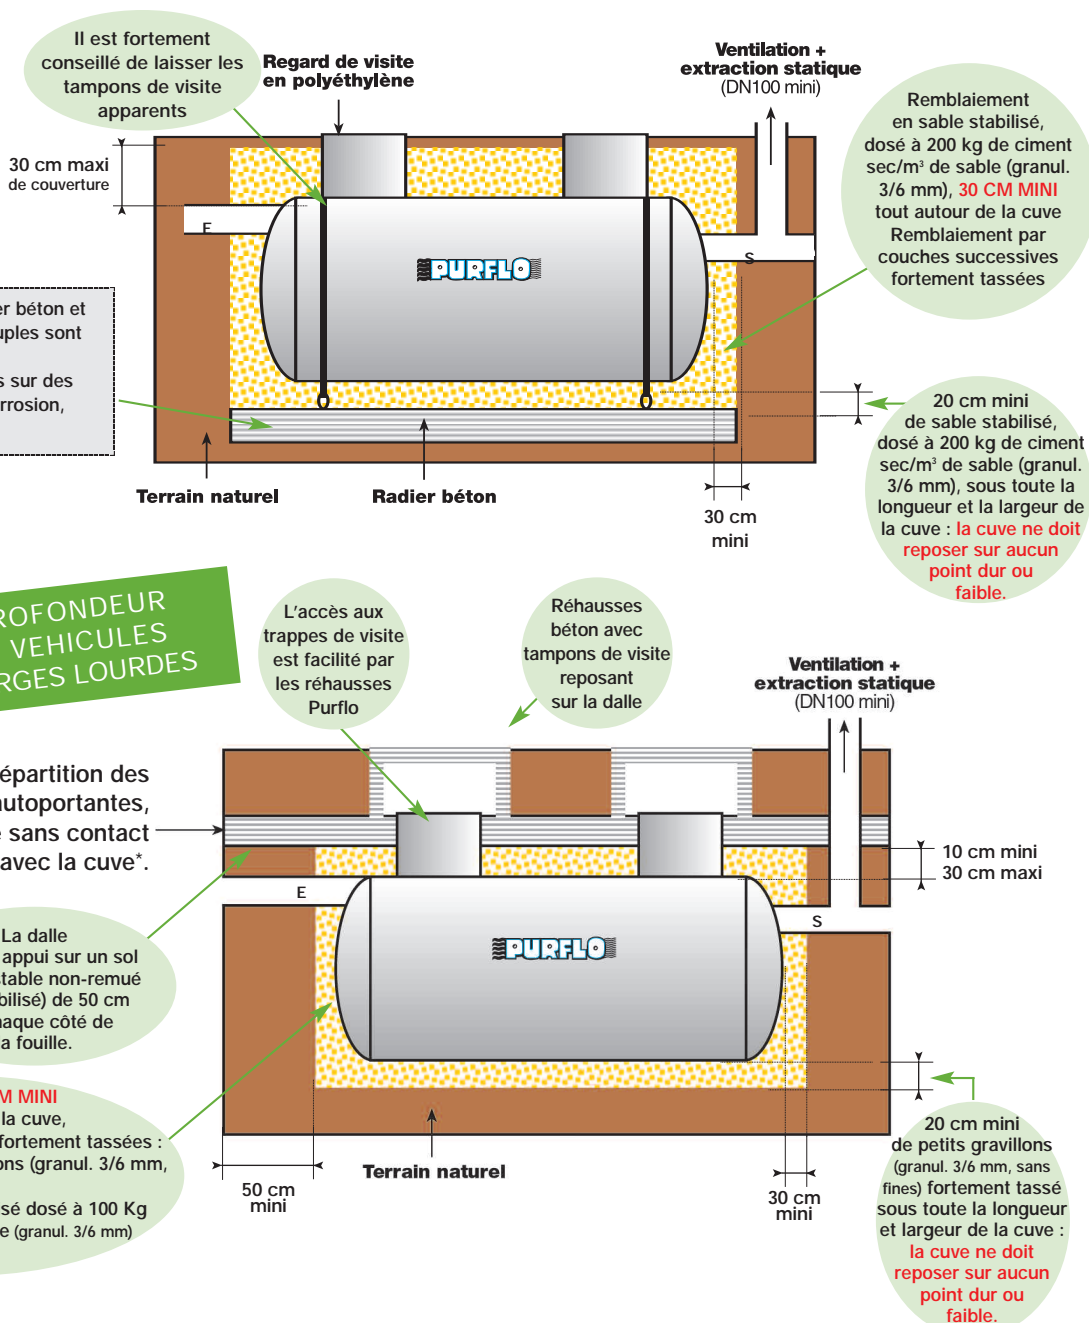 Il est fortement
conseillé de laisser les
tampons de visite
apparents
Regard de visite
en polyéthylène
Ventilation +
extraction statique
(DN100 mini)
Remblaiement
en sable stabilisé,
dosé à 200 kg de ciment
sec/m³ de sable (granul.
3/6 mm), 30 CM MINI
tout autour de la cuve
Remblaiement par
couches successives
fortement tassées
30 cm maxi
de couverture
E
S
PURFLO
er béton et
uples sont
s sur des
rrosion,
20 cm mini
de sable stabilisé,
dosé à 200 kg de ciment
sec/m³ de sable (granul.
3/6 mm), sous toute la
longueur et la largeur de
la cuve : la cuve ne doit
reposer sur aucun
point dur ou
faible.
Terrain naturel
Radier béton
30 cm
mini
ROFONDEUR
VEHICULES
RGES LOURDES
L'accès aux
trappes de visite
est facilité par
les réhausses
Purflo
Réhausses
béton avec
tampons de visite
reposant
sur la dalle
Ventilation +
extraction statique
(DN100 mini)
épartition des
autoportantes,
e sans contact
avec la cuve*.
10 cm mini
30 cm maxi
E
S
PURFLO
La dalle
appui sur un sol
stable non-remué
bilisé) de 50 cm
haque côté de
a fouille.
M MINI
la cuve,
fortement tassées :
ons (granul. 3/6 mm,
sé dosé à 100 Kg
e (granul. 3/6 mm)
50 cm
mini
Terrain naturel
30 cm
mini
20 cm mini
de petits gravillons
(granul. 3/6 mm, sans
fines) fortement tassé
sous toute la longueur
et largeur de la cuve :
la cuve ne doit
reposer sur aucun
point dur ou
faible.